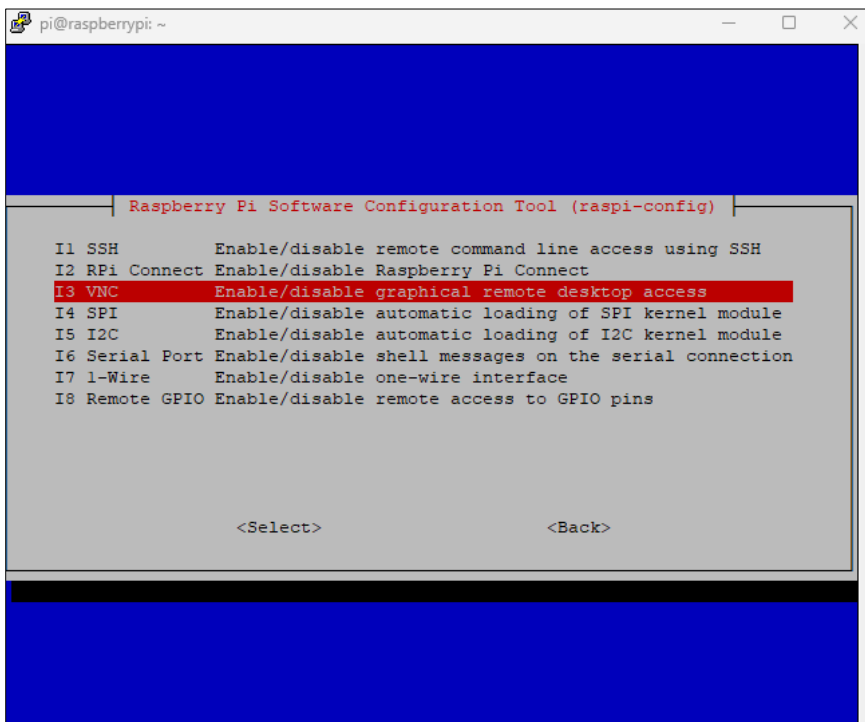 pi@raspberrypi: ~
Raspberry Pi Software Configuration Tool (raspi-config)
I1 SSH Enable/disable remote command line access using SSH
I2 RPi Connect Enable/disable Raspberry Pi Connect
I3 VNC Enable/disable graphical remote desktop access
I4 SPI Enable/disable automatic loading of SPI kernel module
I5 I2C Enable/disable automatic loading of I2C kernel module
I6 Serial Port Enable/disable shell messages on the serial connection
I7 1-Wire Enable/disable one-wire interface
I8 Remote GPIO Enable/disable remote access to GPIO pins
<Select> <Back>